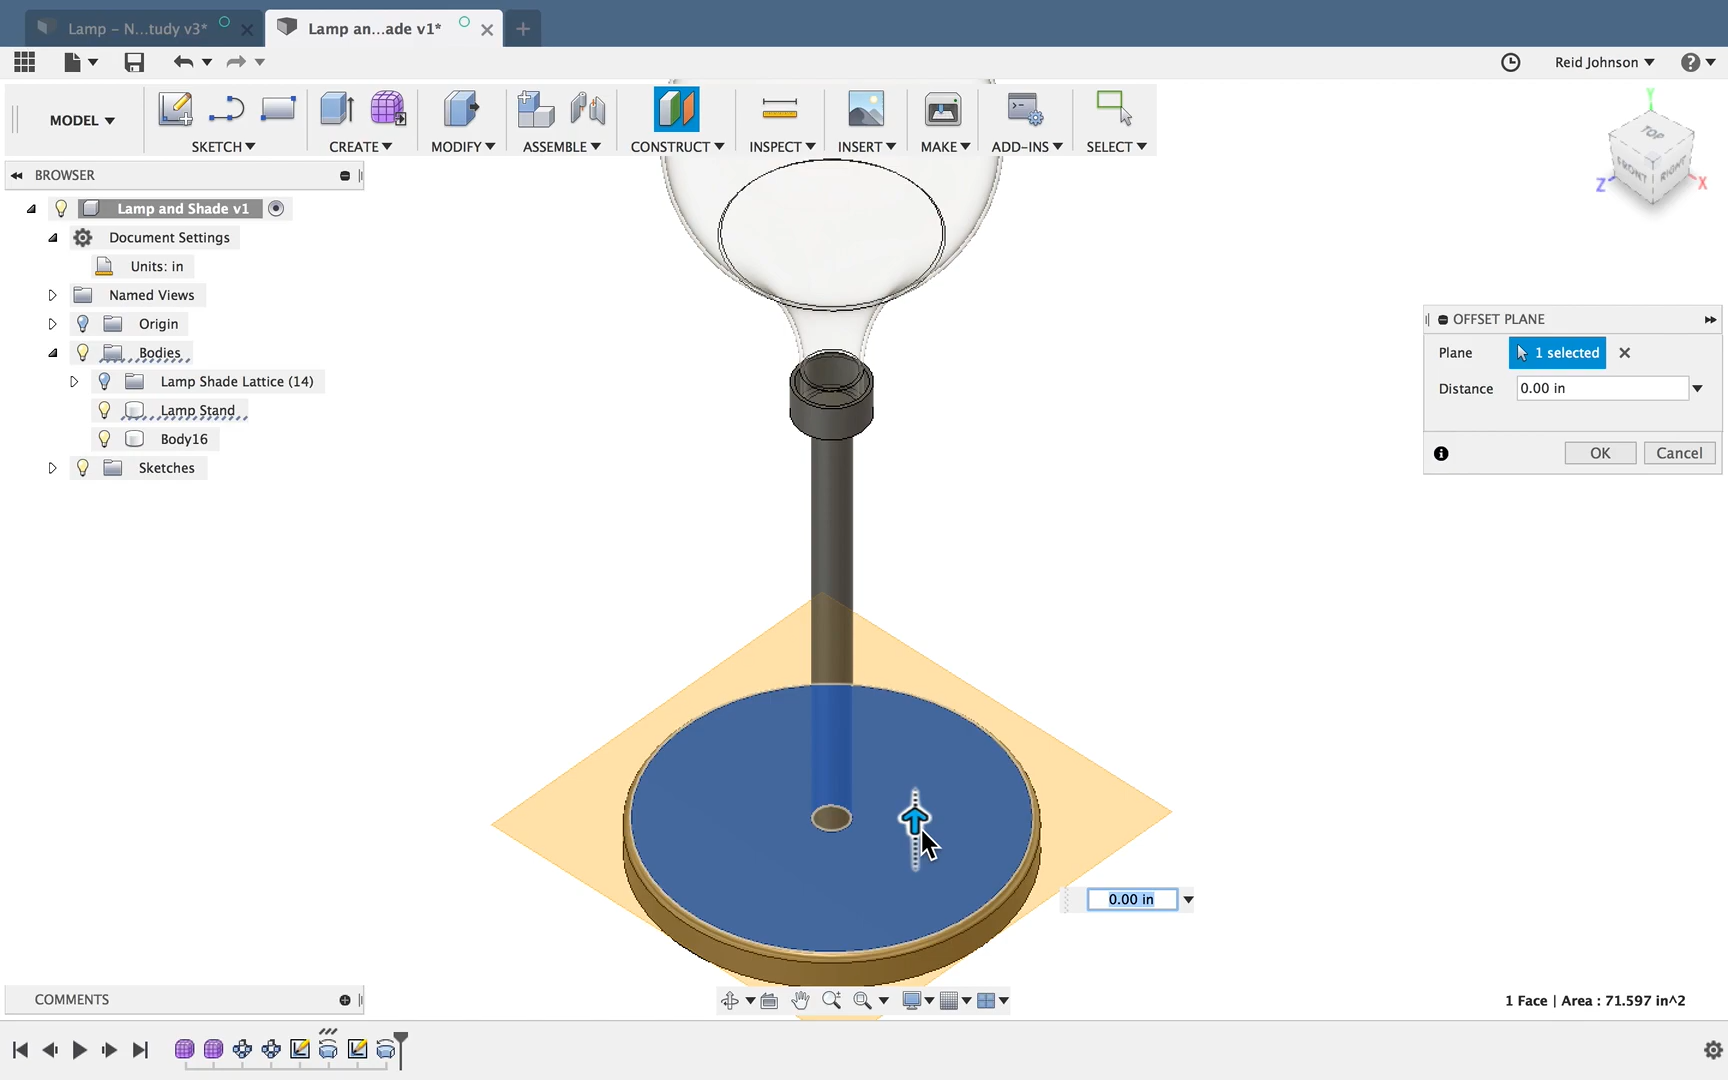 Lamp – N...tudy v3*
Lamp an...ade v1*
Reid Johnson
MODEL
SKETCH
CREATE
MODIFY
ASSEMBLE
CONSTRUCT
INSPECT
INSERT
MAKE
ADD-INS
SELECT
BROWSER
Lamp and Shade v1
Document Settings
Units: in
Named Views
Origin
Bodies
Lamp Shade Lattice (14)
Lamp Stand
Body16
Sketches
Y
TOP
FRONT
RIGHT
Z
X
OFFSET PLANE
Plane
1 selected
Distance
0.00 in
OK
Cancel
0.00 in
COMMENTS
1 Face | Area : 71.597 in^2